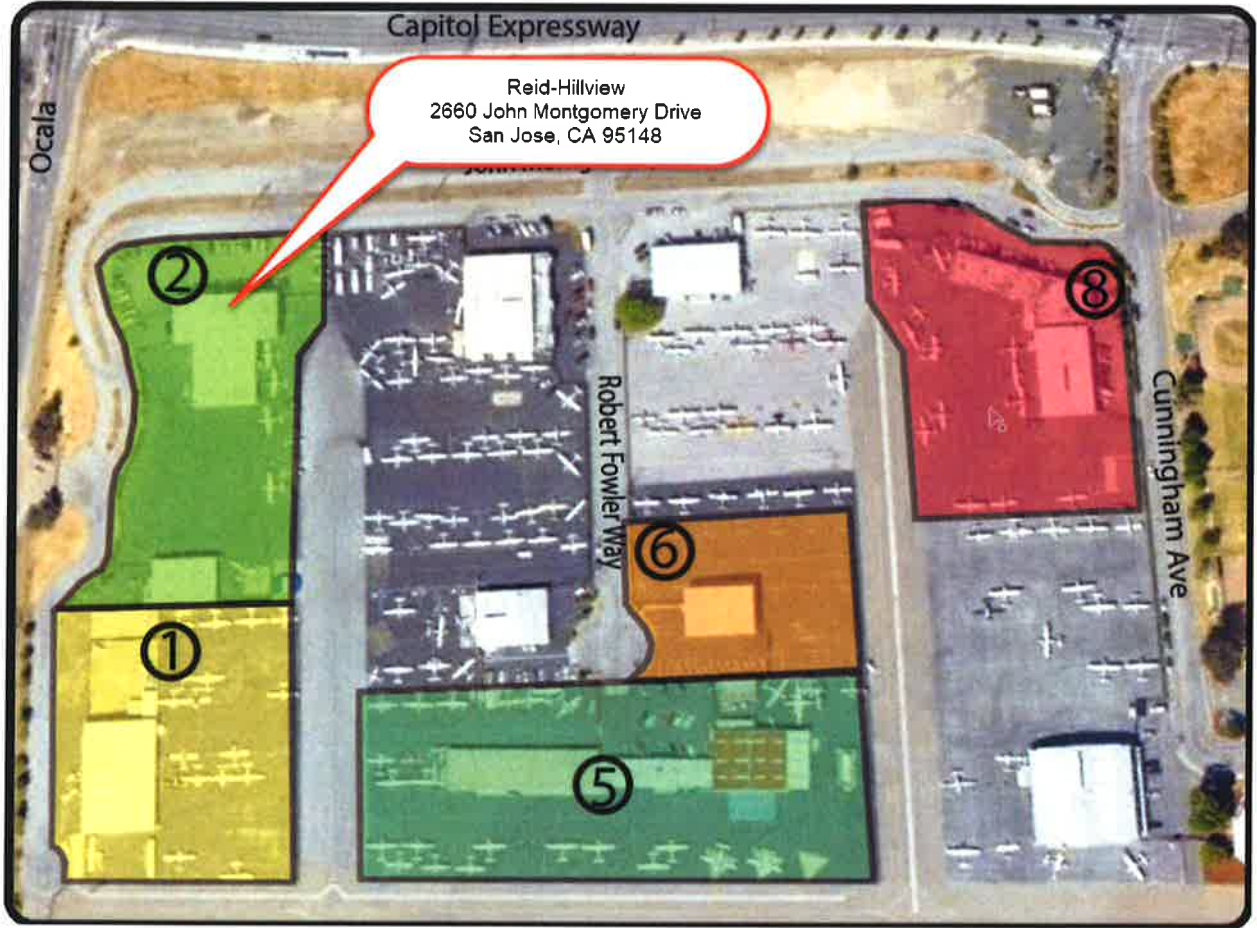 Capitol Expressway
Reid-Hillview
2660 John Montgomery Drive
San Jose, CA 95148
Ocala
②
⑧
Robert Fowler Way
Cunningham Ave
⑥
①
⑤